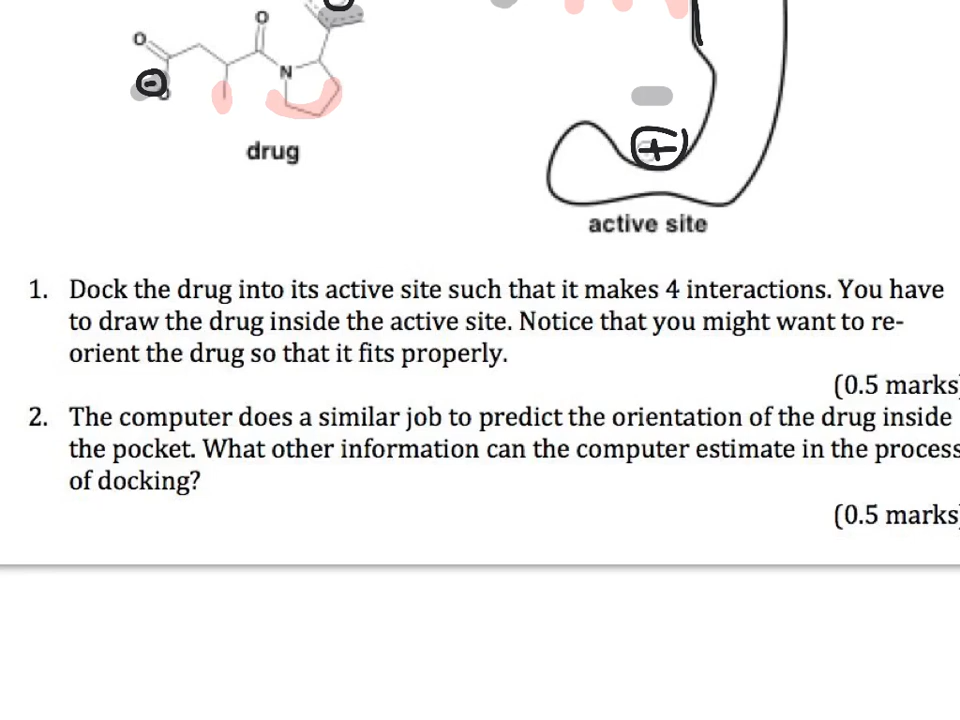 O
O
N
drug
active site
1. Dock the drug into its active site such that it makes 4 interactions. You have
to draw the drug inside the active site. Notice that you might want to re-
orient the drug so that it fits properly.
(0.5 marks)
2. The computer does a similar job to predict the orientation of the drug inside
the pocket. What other information can the computer estimate in the process
of docking?
(0.5 marks)